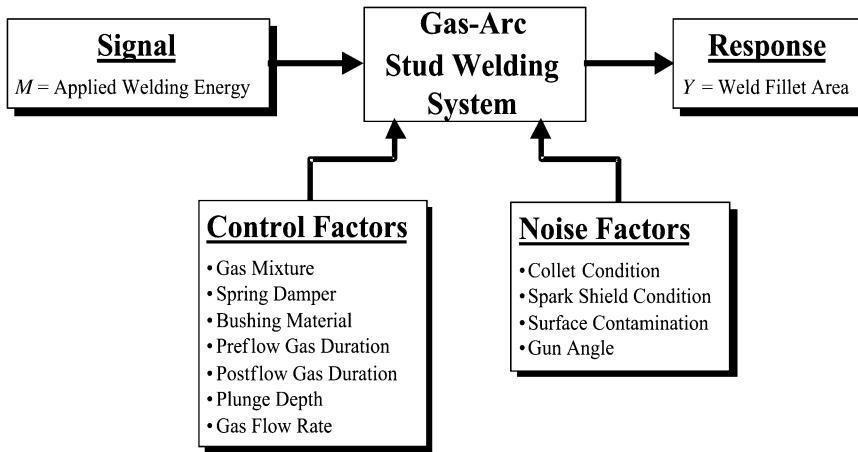 Signal
M = Applied Welding Energy
Gas-Arc
Stud Welding
System
Response
Y = Weld Fillet Area
Control Factors
•Gas Mixture
•Spring Damper
•Bushing Material
•Preflow Gas Duration
•Postflow Gas Duration
•Plunge Depth
•Gas Flow Rate
Noise Factors
•Collet Condition
•Spark Shield Condition
•Surface Contamination
•Gun Angle